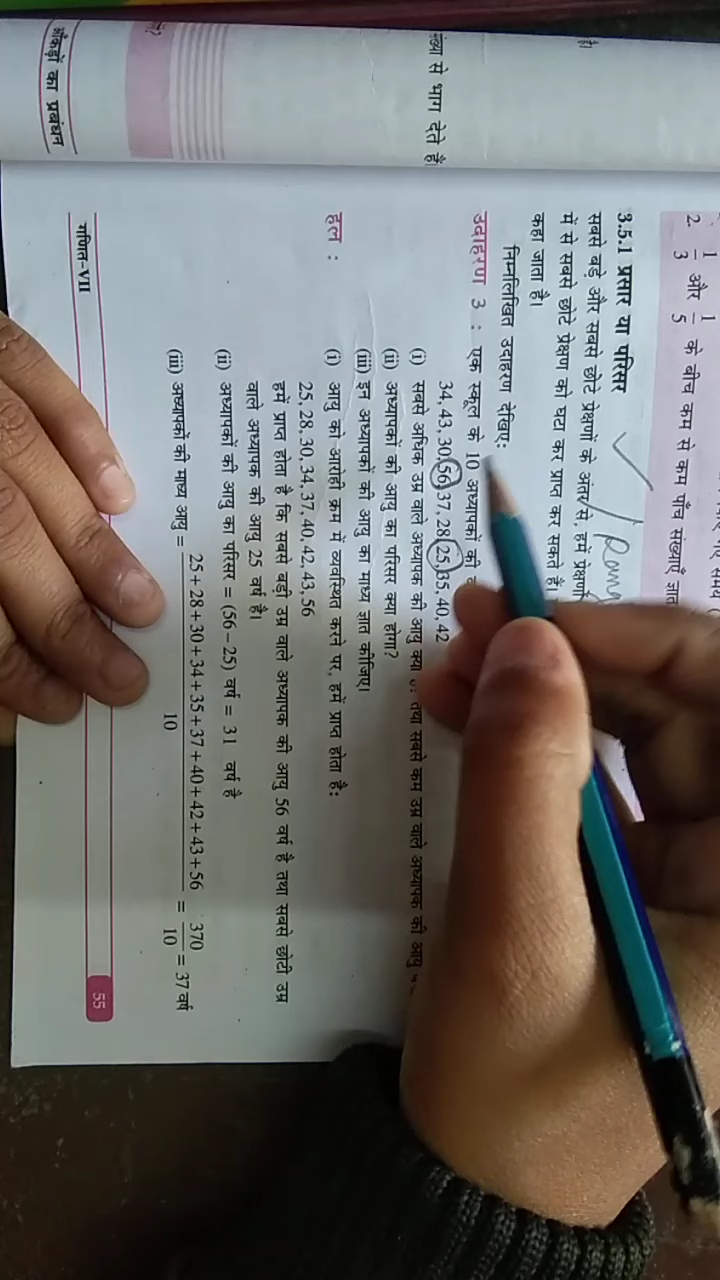 2. 1/3 और 1/5 के बीच कम से कम पाँच संख्याएँ ज्ञात
3.5.1 प्रसार या परिसर
सबसे बड़े और सबसे छोटे प्रेक्षणों के अंतर से, हमें प्रेक्षणों
में से सबसे छोटे प्रेक्षण को घटा कर प्राप्त कर सकते हैं।
कहा जाता है।
निम्नलिखित उदाहरण देखिए:
उदाहरण 3 : एक स्कूल के 10 अध्यापकों की
34, 43, 30, 56, 37, 28, 25, 35, 40, 42
(i) सबसे अधिक उम्र वाले अध्यापक की आयु क्या तथा सबसे कम उम्र वाले अध्यापक की आयु
(ii) अध्यापकों की आयु का परिसर क्या होगा?
(iii) इन अध्यापकों की आयु का माध्य ज्ञात कीजिए।
हल : (i) आयु को आरोही क्रम में व्यवस्थित करने पर, हमें प्राप्त होता है:
25, 28, 30, 34, 37, 40, 42, 43, 56
हमें प्राप्त होता है कि सबसे बड़ी उम्र वाले अध्यापक की आयु 56 वर्ष है तथा सबसे छोटी उम्र
वाले अध्यापक की आयु 25 वर्ष है।
(ii) अध्यापकों की आयु का परिसर = (56 – 25) वर्ष = 31 वर्ष है
(iii) अध्यापकों की माध्य आयु = 25 + 28 + 30 + 34 + 35 + 37 + 40 + 42 + 43 + 56 / 10 = 370 / 10 = 37 वर्ष
गणित-VII
55
है।
संख्या से भाग देते हैं
आँकड़ों का प्रबंधन